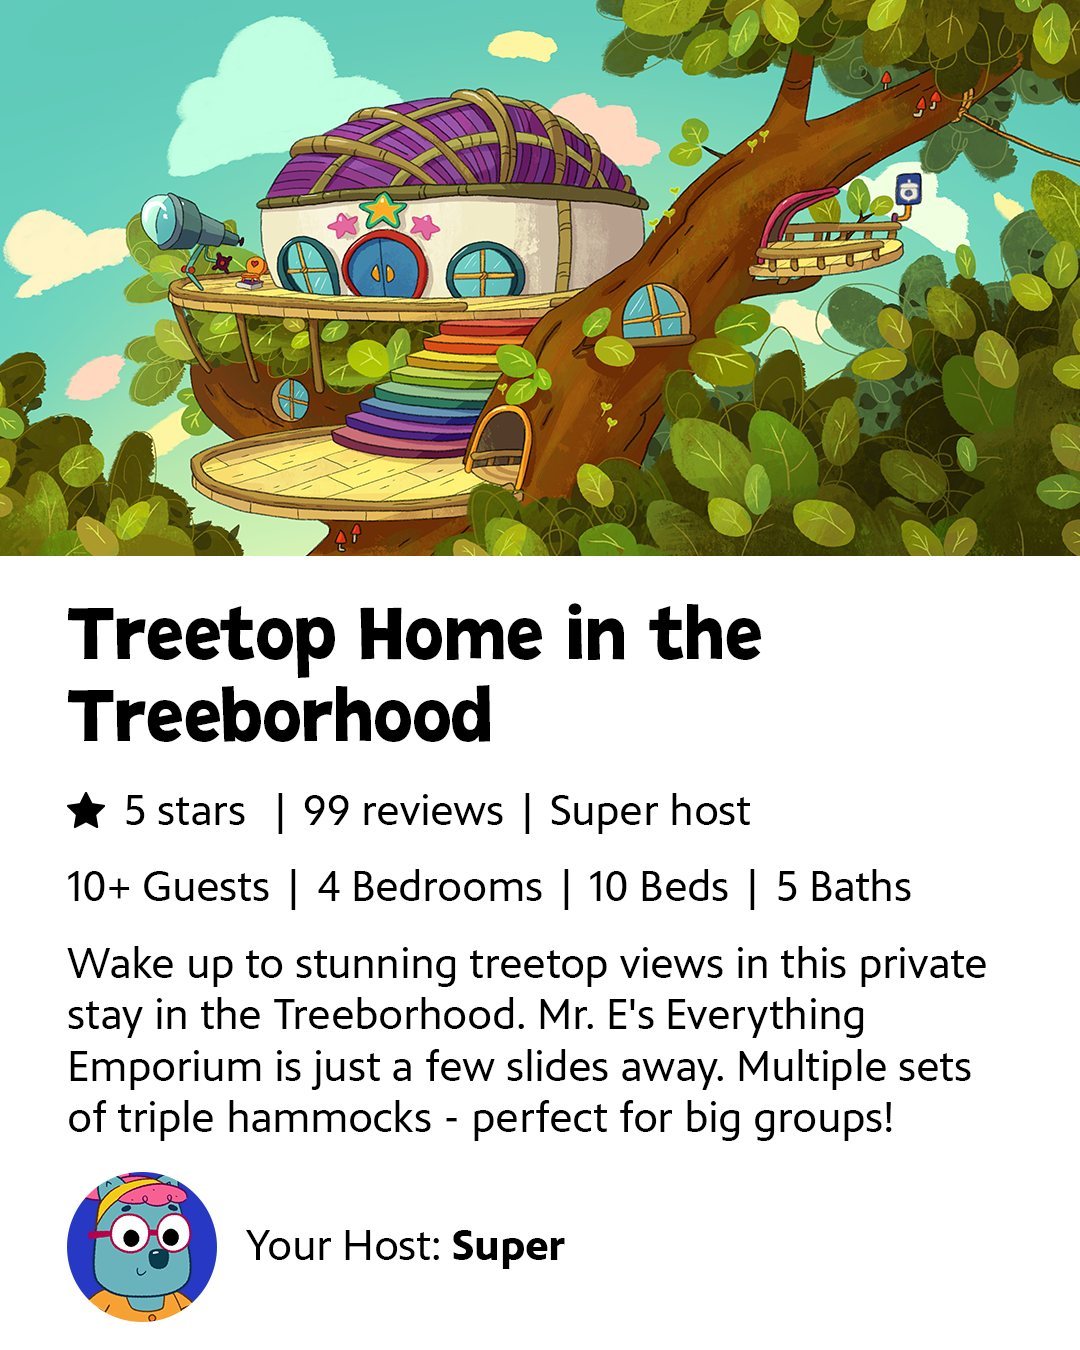 Treetop Home in the
Treeborhood
★ 5 stars | 99 reviews | Super host
10+ Guests | 4 Bedrooms | 10 Beds | 5 Baths
Wake up to stunning treetop views in this private
stay in the Treeborhood. Mr. E's Everything
Emporium is just a few slides away. Multiple sets
of triple hammocks - perfect for big groups!
Your Host: Super